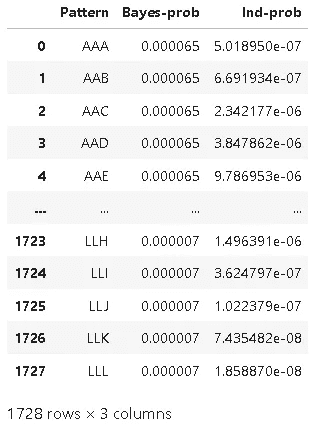 Pattern Bayes-prob Ind-prob
0 AAA 0.000065 5.018950e-07
1 AAB 0.000065 6.691934e-07
2 AAC 0.000065 2.342177e-06
3 AAD 0.000065 3.847862e-06
4 AAE 0.000065 9.786953e-06
... ... ... ...
1723 LLH 0.000007 1.496391e-06
1724 LLI 0.000007 3.624797e-07
1725 LLJ 0.000007 1.022379e-07
1726 LLK 0.000007 7.435482e-08
1727 LLL 0.000007 1.858870e-08
1728 rows × 3 columns